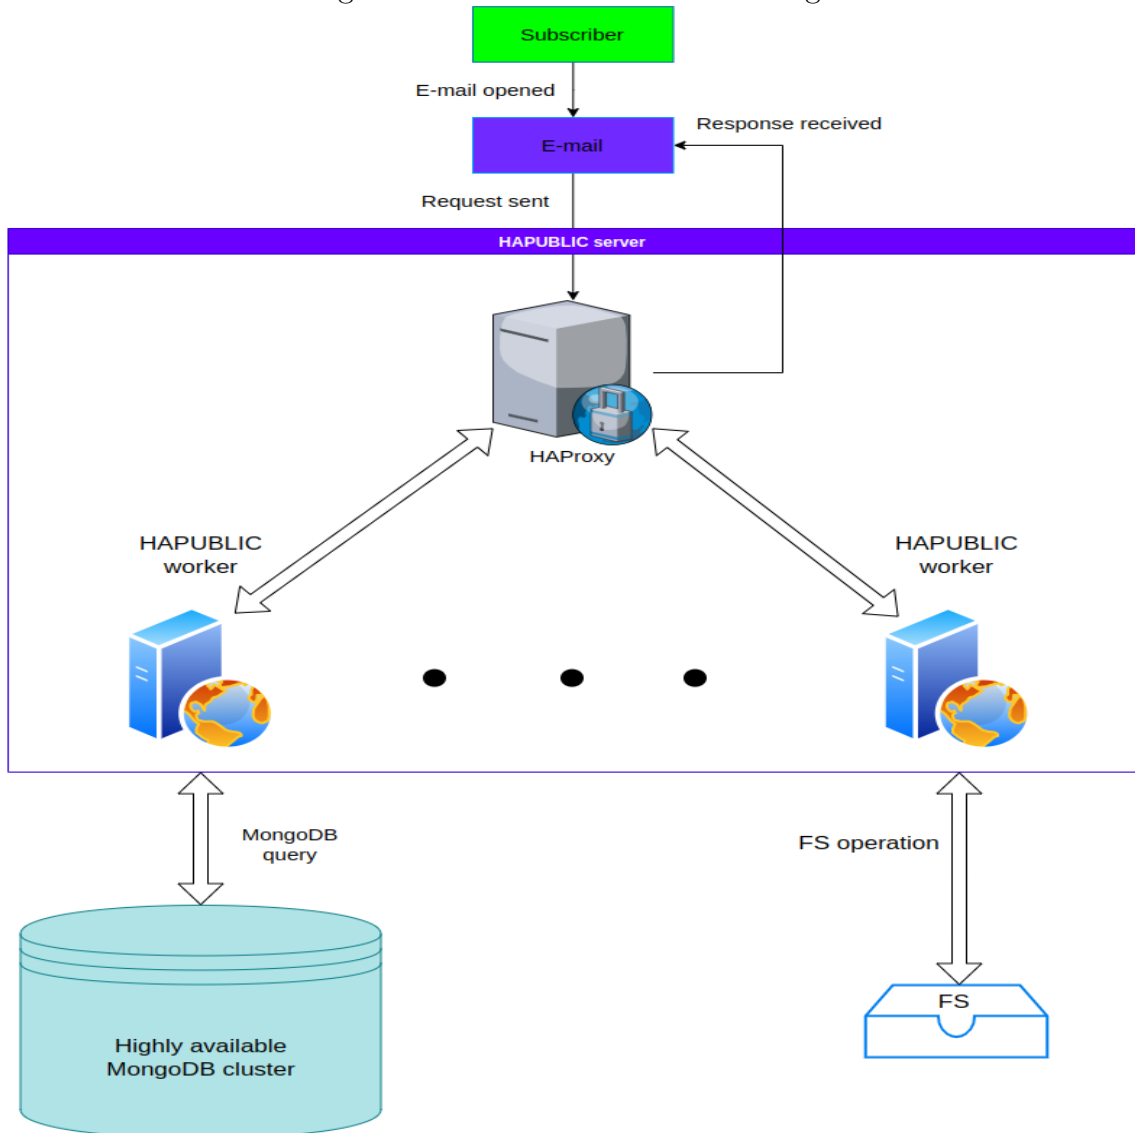 Subscriber
E-mail opened
Response received
E-mail
Request sent
HAPUBLIC server
HAProxy
HAPUBLIC
worker
HAPUBLIC
worker
MongoDB
query
FS operation
FS
Highly available
MongoDB cluster